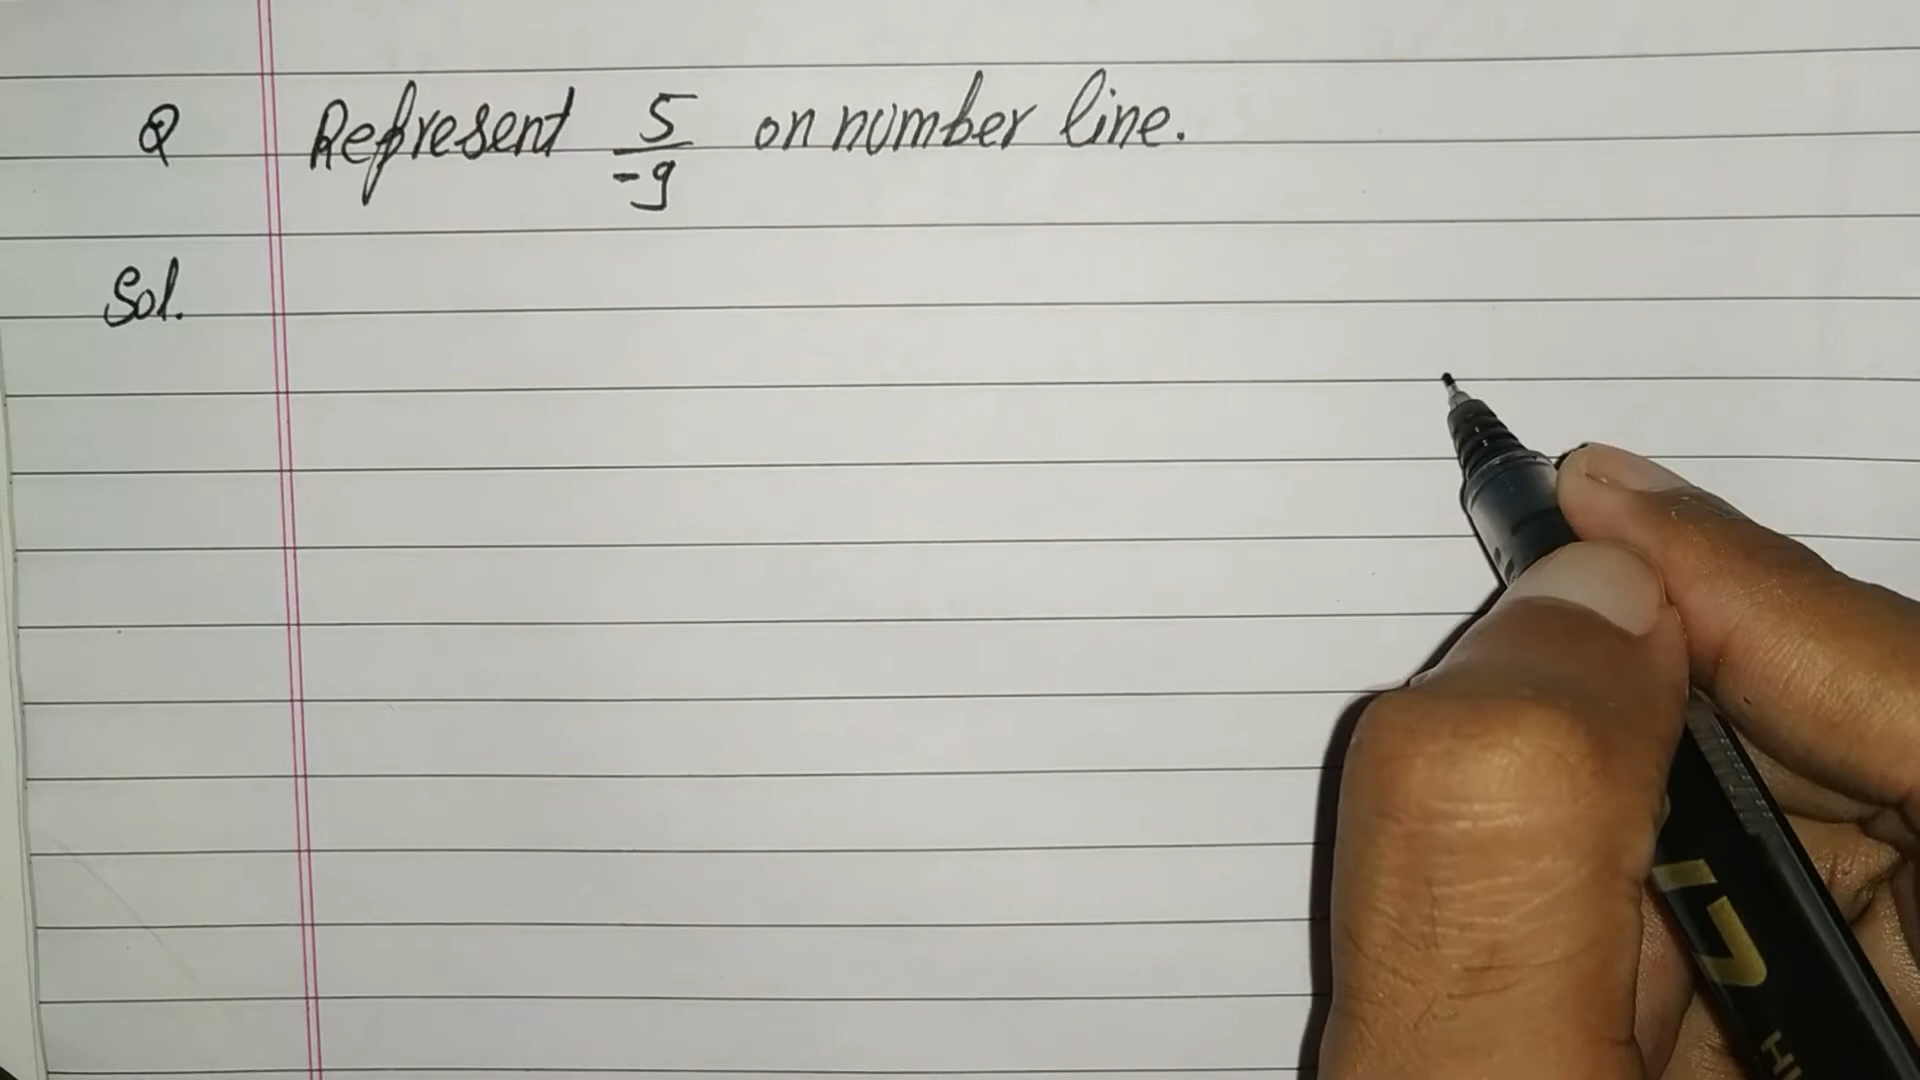 Q Represent 5/-9 on number line.
Sol.